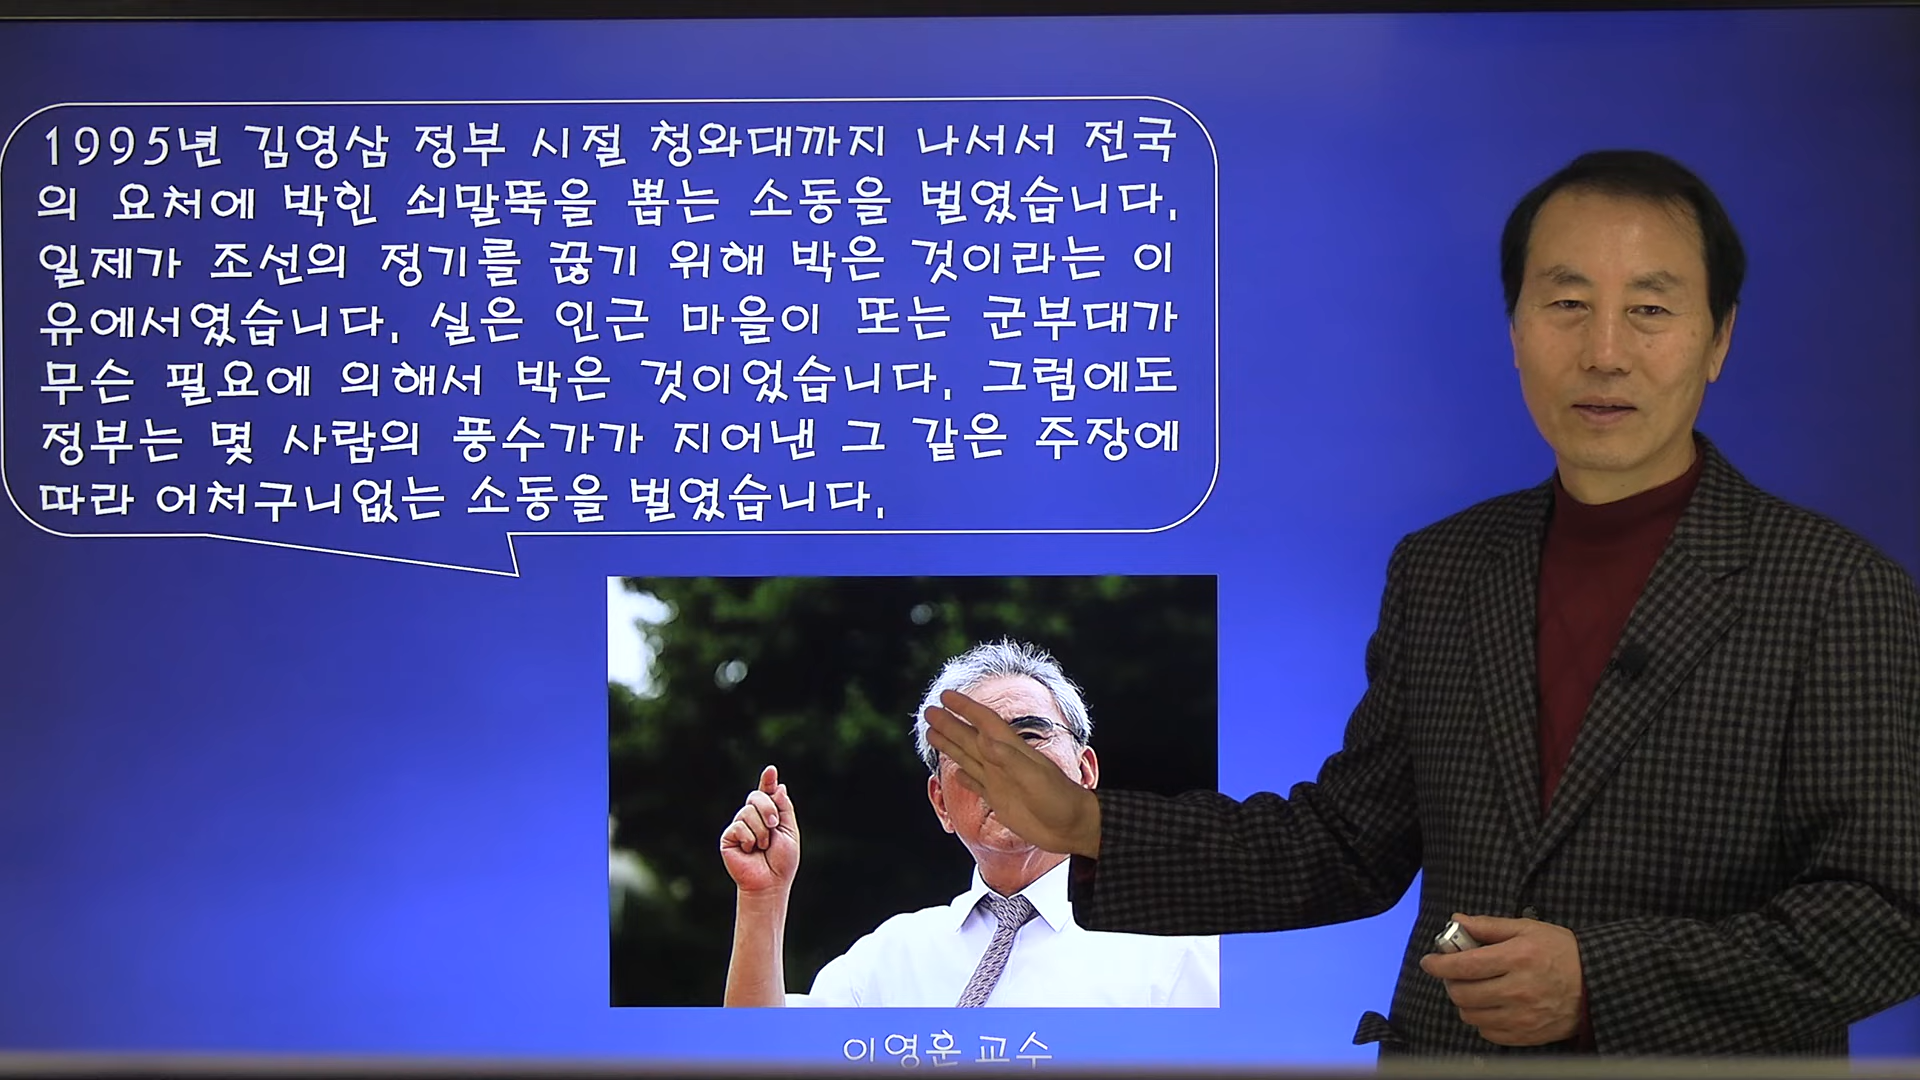 1995년 김영삼 정부 시절 청와대까지 나서서 전국
의 요처에 박힌 쇠말뚝을 뽑는 소동을 벌였습니다.
일제가 조선의 정기를 끊기 위해 박은 것이라는 이
유에서였습니다. 실은 인근 마을이 또는 군부대가
무슨 필요에 의해서 박은 것이었습니다. 그럼에도
정부는 몇 사람의 풍수가가 지어낸 그 같은 주장에
따라 어처구니없는 소동을 벌였습니다.
이영훈 교수